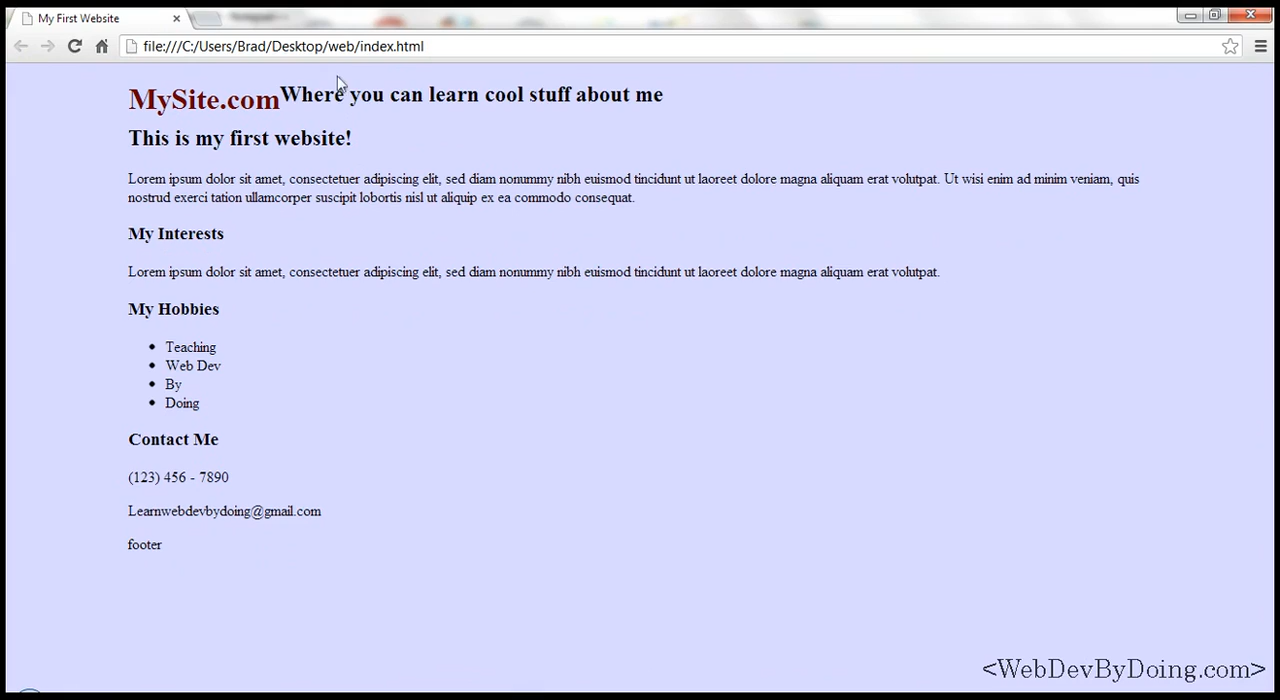 My First Website
file:///C:/Users/Brad/Desktop/web/index.html
MySite.com Where you can learn cool stuff about me
This is my first website!
Lorem ipsum dolor sit amet, consectetuer adipiscing elit, sed diam nonummy nibh euismod tincidunt ut laoreet dolore magna aliquam erat volutpat. Ut wisi enim ad minim veniam, quis
nostrud exerci tation ullamcorper suscipit lobortis nisl ut aliquip ex ea commodo consequat.
My Interests
Lorem ipsum dolor sit amet, consectetuer adipiscing elit, sed diam nonummy nibh euismod tincidunt ut laoreet dolore magna aliquam erat volutpat.
My Hobbies
Teaching
Web Dev
By
Doing
Contact Me
(123) 456 - 7890
Learnwebdevbydoing@gmail.com
footer
<WebDevByDoing.com>